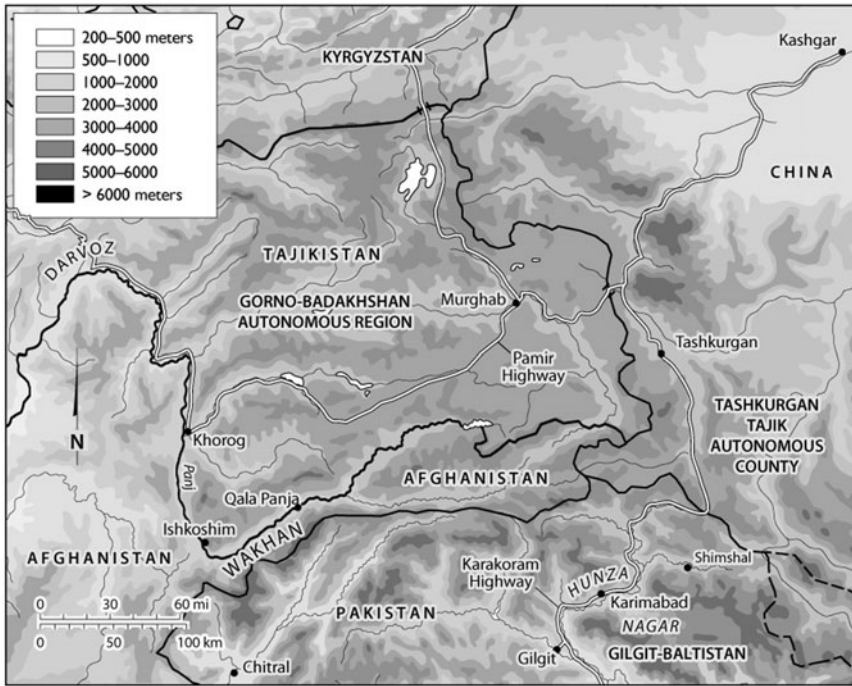 200–500 meters
500–1000
1000–2000
2000–3000
3000–4000
4000–5000
5000–6000
> 6000 meters
KYRGYZSTAN
Kashgar
CHINA
DARVOZ
TAJIKISTAN
GORNO-BADAKHSHAN
AUTONOMOUS REGION
Murghab
Pamir
Highway
Tashkurgan
TASHKURGAN
TAJIK
AUTONOMOUS
COUNTY
N
Khorog
Panj
Qala Panja
AFGHANISTAN
Ishkoshim
WAKHAN
AFGHANISTAN
Karakoram
Highway
HUNZA
Shimshal
Karimabad
NAGAR
PAKISTAN
Gilgit
GILGIT-BALTISTAN
Chitral
0 30 60 mi
0 50 100 km